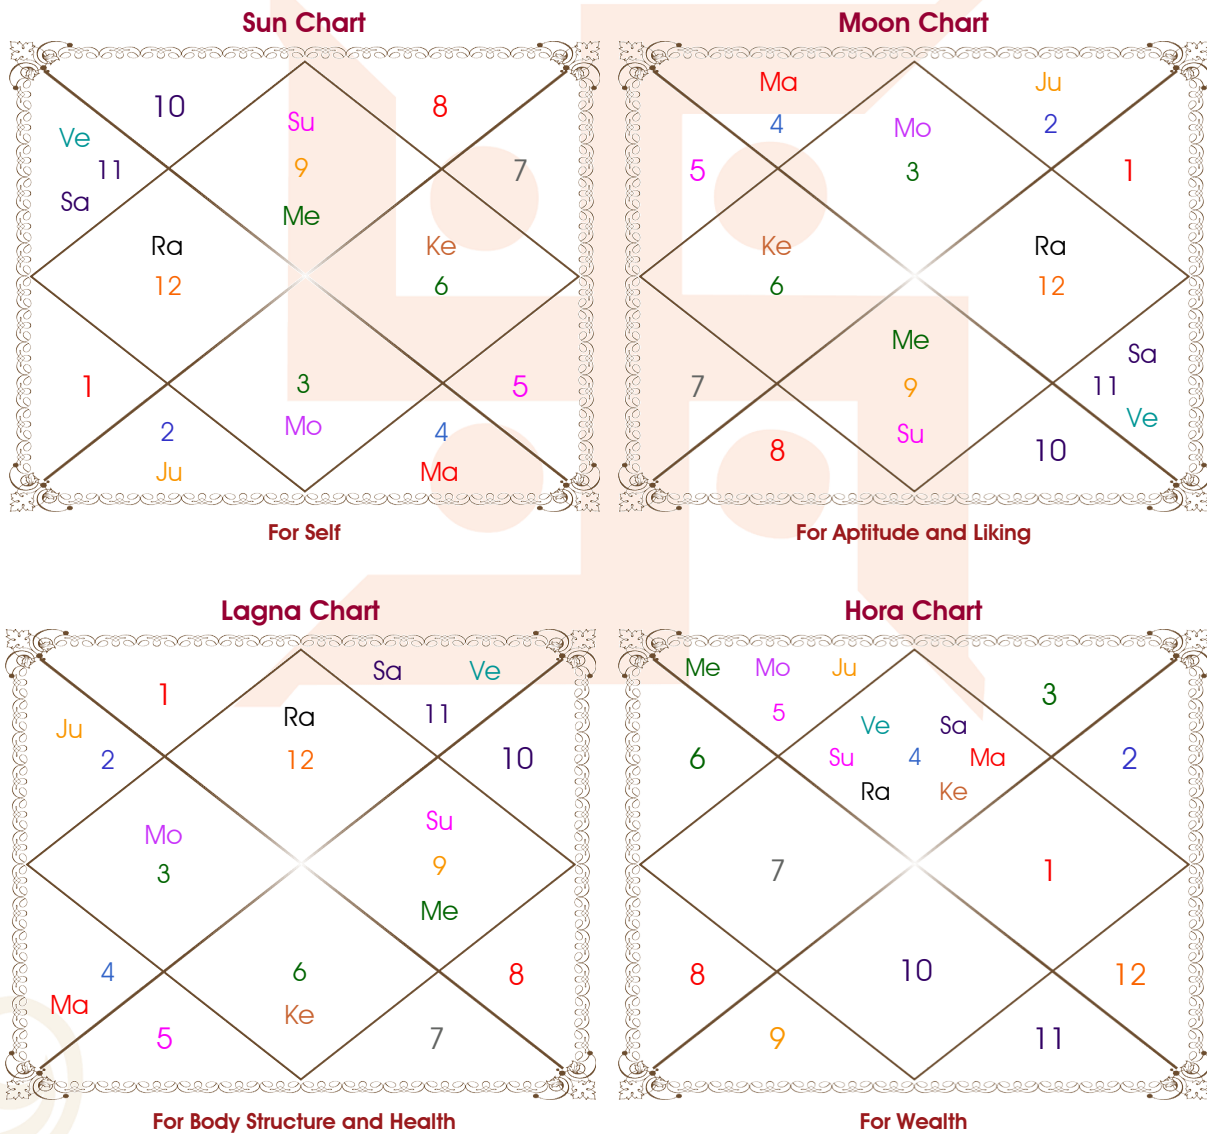 Sun Chart
10
Su
8
Ve
11
9
7
Sa
Me
Ra
Ke
12
6
1
3
5
2
Mo
4
Ju
Ma
For Self
Moon Chart
Ma
Ju
4
Mo
2
5
3
1
Ke
Ra
6
12
Me
Sa
7
9
11
Ve
8
Su
10
For Aptitude and Liking
Lagna Chart
Sa Ve
1
Ra
11
Ju
2
12
10
Mo
Su
3
9
Me
4
6
8
Ma
Ke
5
7
For Body Structure and Health
Hora Chart
Me Mo Ju
5
3
Ve Sa
6
Su 4 Ma
2
Ra Ke
7
1
8
10
12
9
11
For Wealth